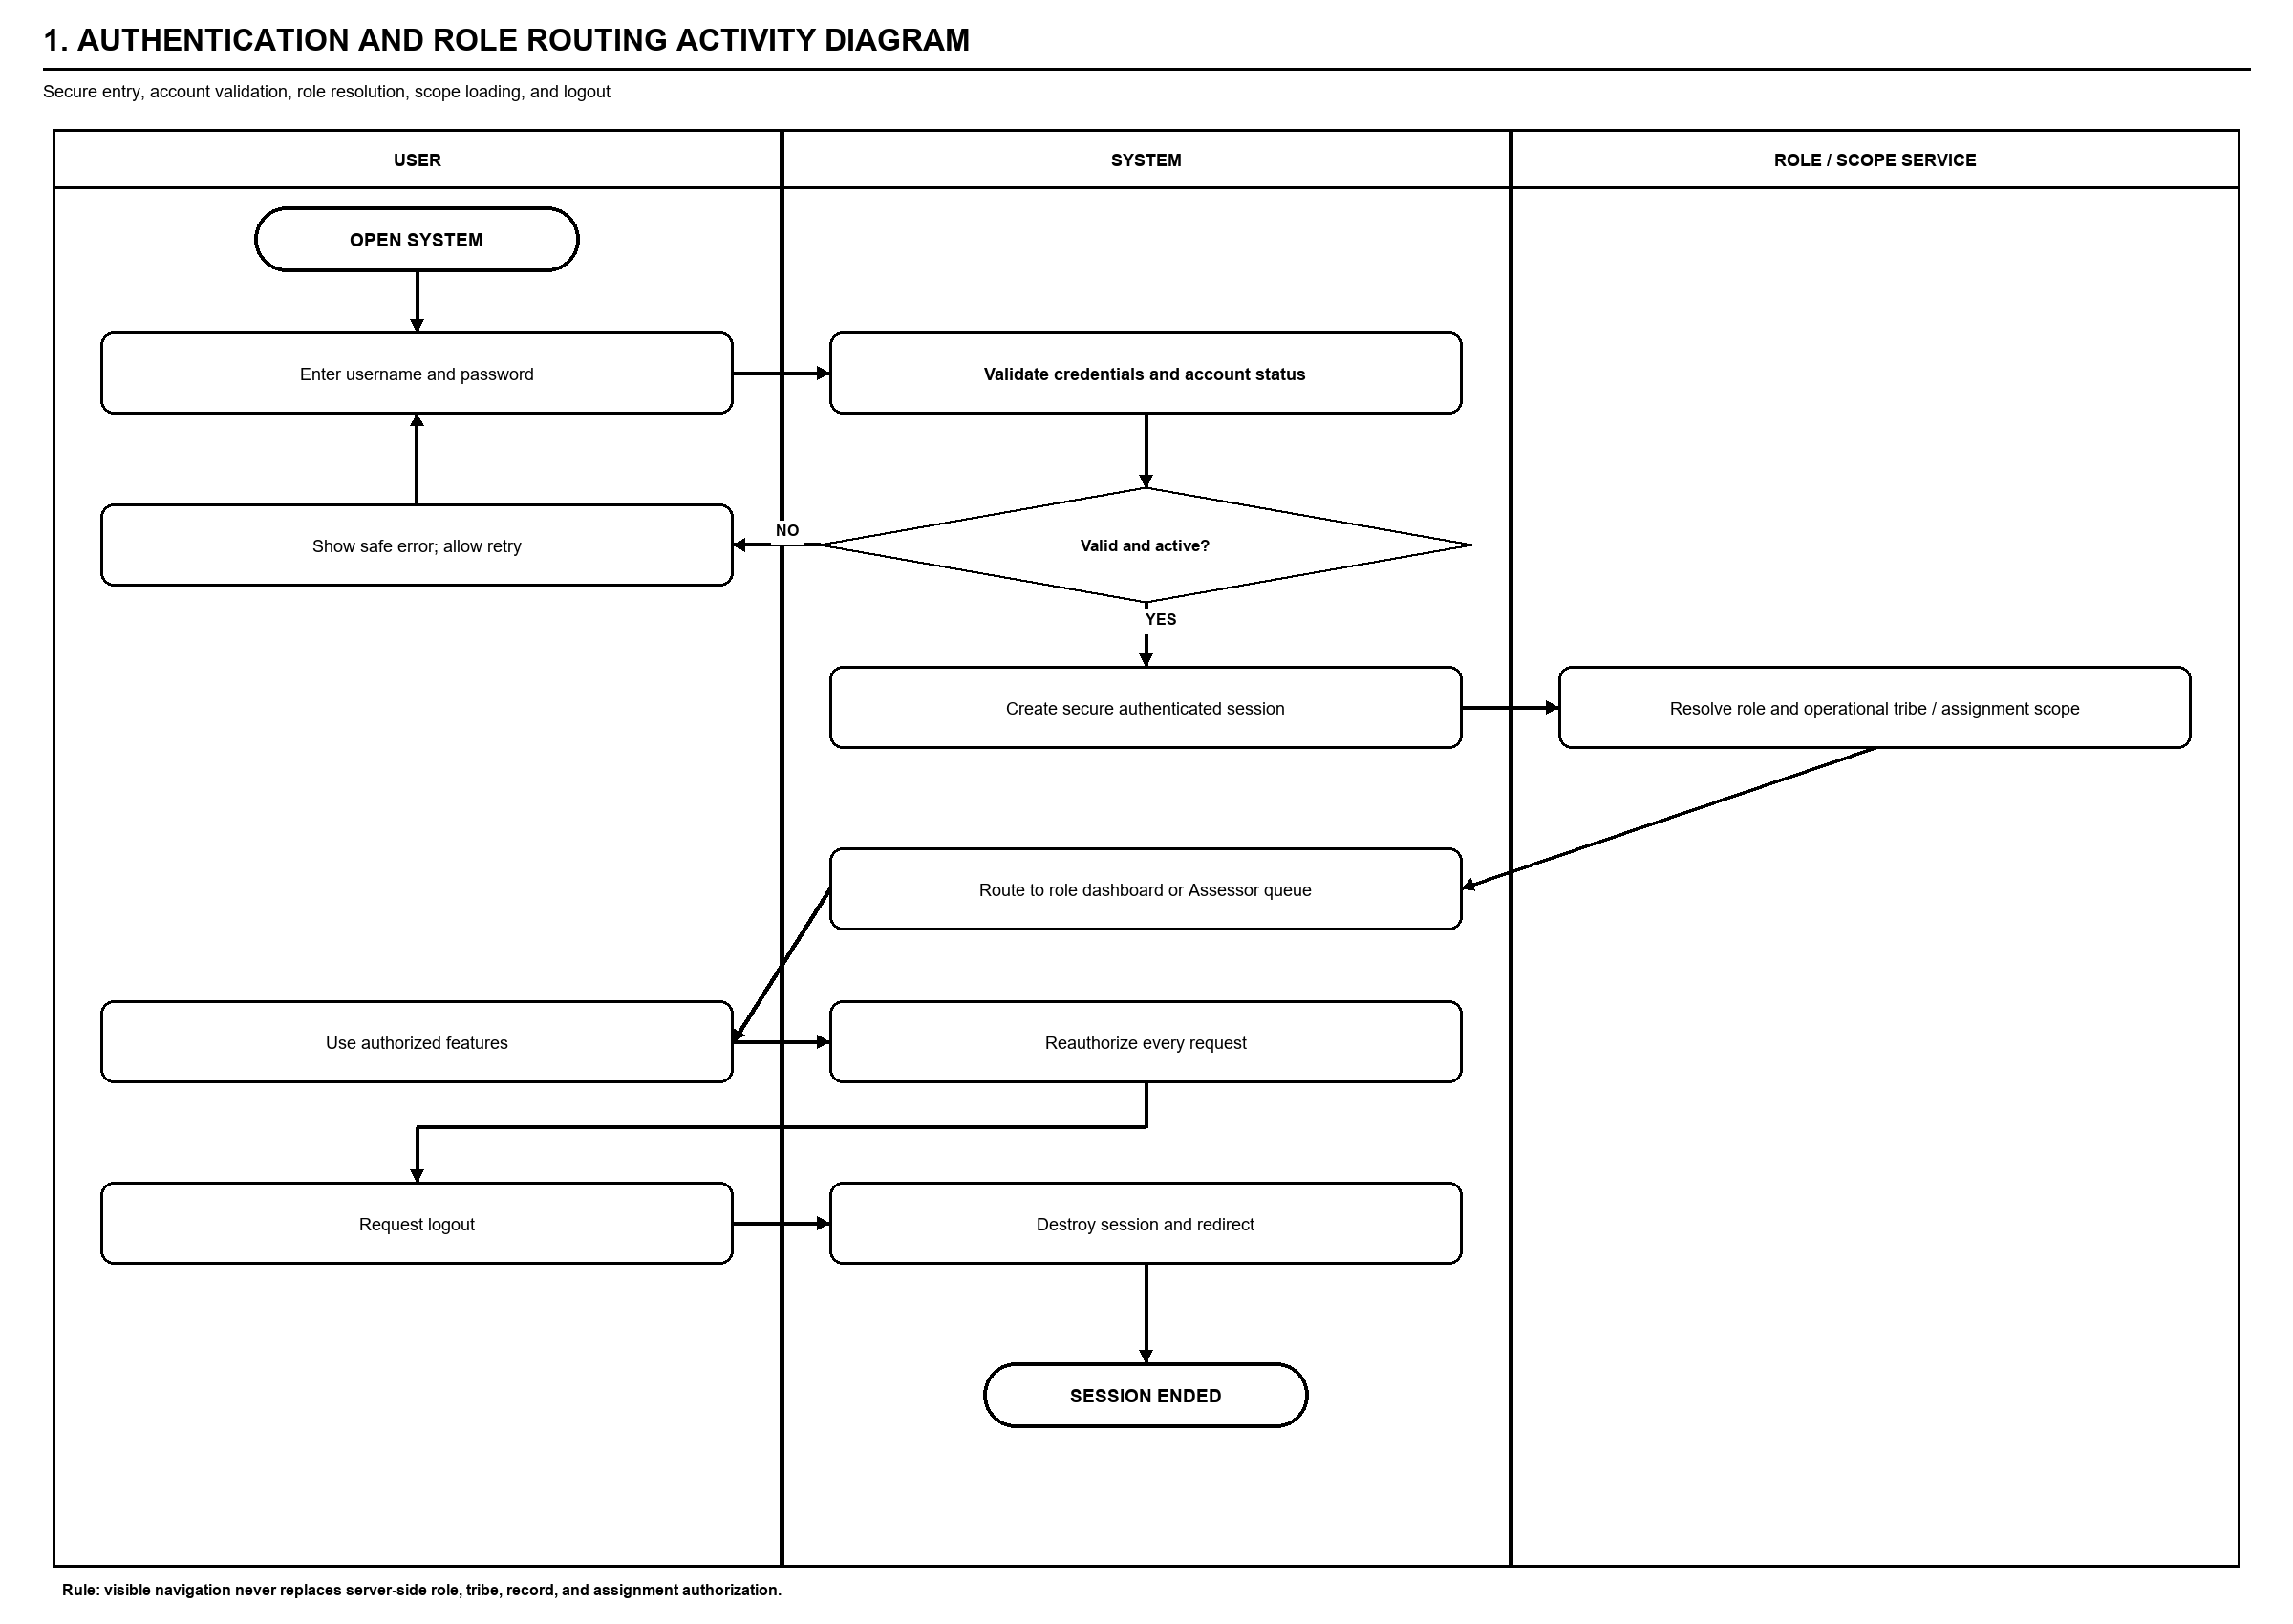 1. AUTHENTICATION AND ROLE ROUTING ACTIVITY DIAGRAM
Secure entry, account validation, role resolution, scope loading, and logout
USER
SYSTEM
ROLE / SCOPE SERVICE
OPEN SYSTEM
Enter username and password
Validate credentials and account status
NO
Show safe error; allow retry
Valid and active?
YES
Create secure authenticated session
Resolve role and operational tribe / assignment scope
Route to role dashboard or Assessor queue
Use authorized features
Reauthorize every request
Request logout
Destroy session and redirect
SESSION ENDED
Rule: visible navigation never replaces server-side role, tribe, record, and assignment authorization.